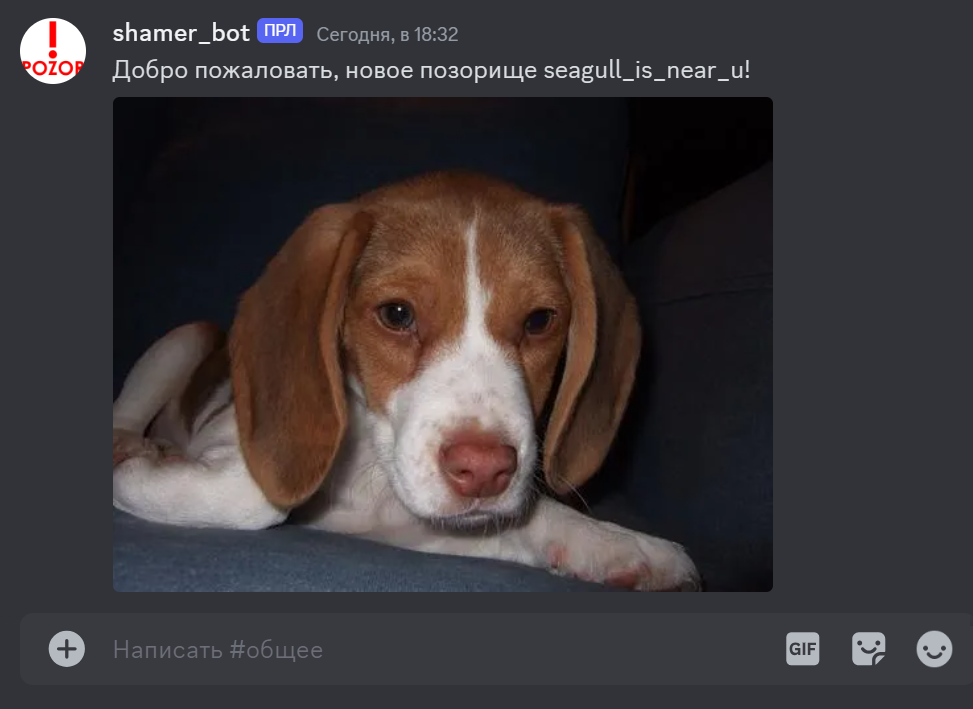 ! POZOR
shamer_bot ПРЛ Сегодня, в 18:32
Добро пожаловать, новое позорище seagull_is_near_u!
Написать #общее
GIF